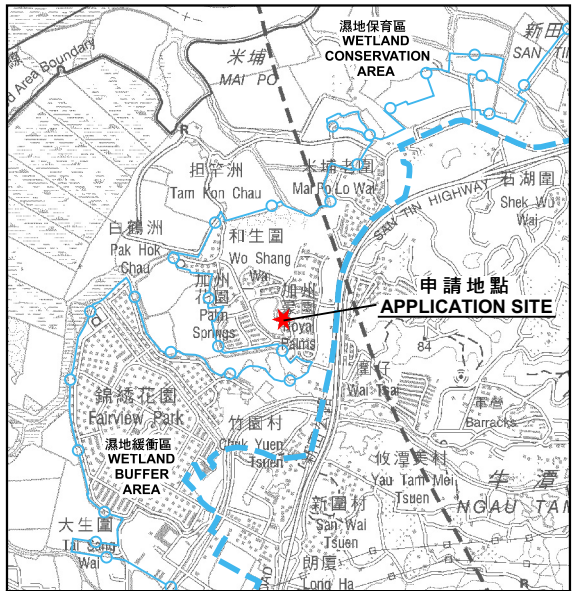 濕地保育區
WETLAND
CONSERVATION
AREA
新田
SAN TIN
米埔
MAI PO
Area Boundary
R
担竿洲
Tam Kon Chau
米埔老圍
Mai Po Lo Wai
SAN TIN HIGHWAY
石湖圍
Shek Wu
Wai
白鶴洲
Pak Hok
Chau
和生圍
Wo Shang
Wai
加州
花園
Palm
Springs
加州
Royal
Palms
申請地點
APPLICATION SITE
84
潭仔
Wai Tsai
軍營
Barracks
錦綉花園
Fairview Park
竹園村
Chuk Yuen
Tsuen
濕地緩衝區
WETLAND
BUFFER
AREA
攸潭美村
Yau Tam Mei
Tsuen
牛潭
NGAU TAM
大生圍
Tai Sang
Wai
新圍村
San Wai
Tsuen
朗廈
Long Ha
ROAD
R